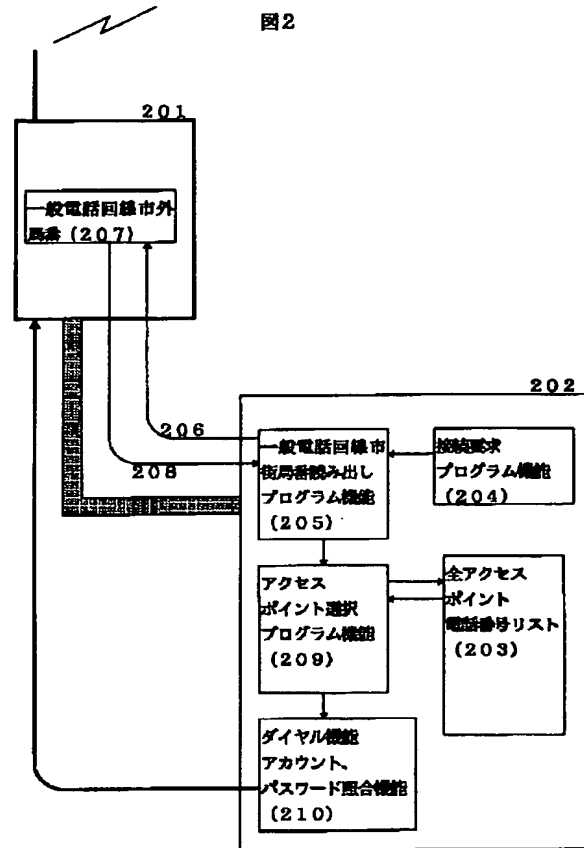 図2
201
一般電話回線市外
局番(207)
202
206
208
一般電話回線市
街局番読み出し
プログラム機能
(205)
接続要求
プログラム機能
(204)
アクセス
ポイント選択
プログラム機能
(209)
全アクセス
ポイント
電話番号リスト
(203)
ダイヤル機能
アカウント、
パスワード照合機能
(210)